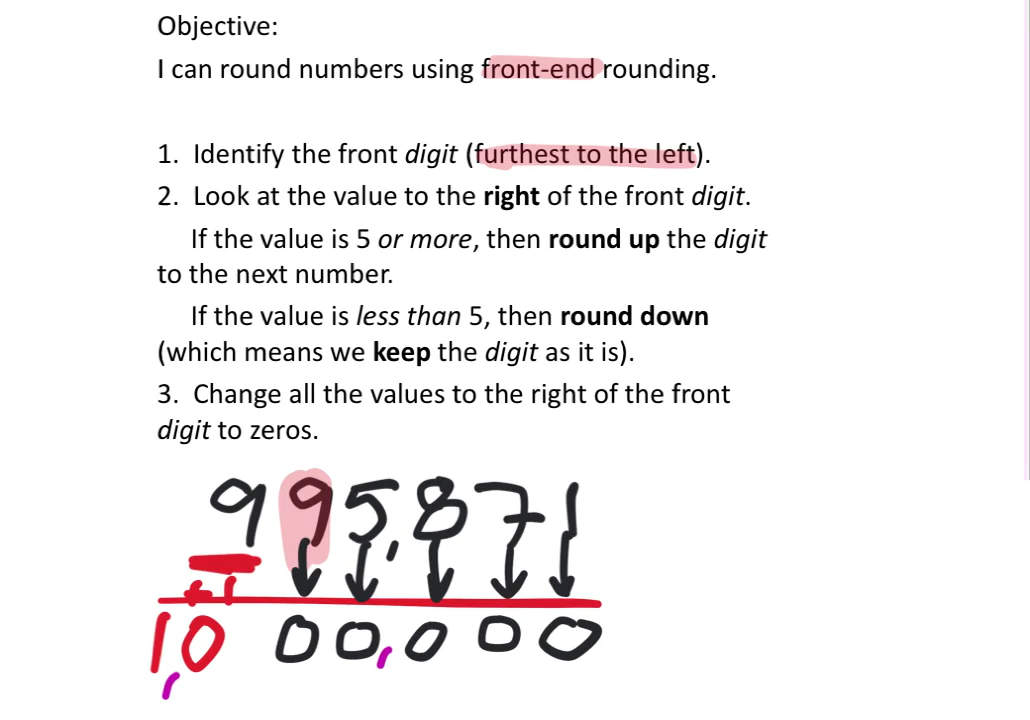 Objective:
I can round numbers using front-end rounding.
1. Identify the front digit (furthest to the left).
2. Look at the value to the right of the front digit.
If the value is 5 or more, then round up the digit
to the next number.
If the value is less than 5, then round down
(which means we keep the digit as it is).
3. Change all the values to the right of the front
digit to zeros.
995,871
+1
1,000,000